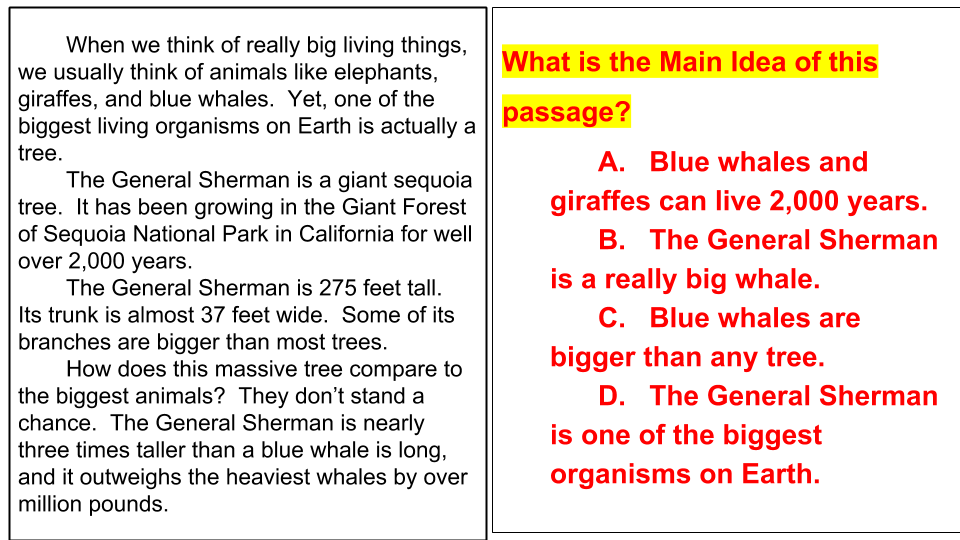 When we think of really big living things,
we usually think of animals like elephants,
giraffes, and blue whales.  Yet, one of the
biggest living organisms on Earth is actually a
tree.
The General Sherman is a giant sequoia
tree.  It has been growing in the Giant Forest
of Sequoia National Park in California for well
over 2,000 years.
The General Sherman is 275 feet tall.
Its trunk is almost 37 feet wide.  Some of its
branches are bigger than most trees.
How does this massive tree compare to
the biggest animals?  They don’t stand a
chance.  The General Sherman is nearly
three times taller than a blue whale is long,
and it outweighs the heaviest whales by over
million pounds.
What is the Main Idea of this
passage?
A.   Blue whales and
giraffes can live 2,000 years.
B.   The General Sherman
is a really big whale.
C.   Blue whales are
bigger than any tree.
D.   The General Sherman
is one of the biggest
organisms on Earth.